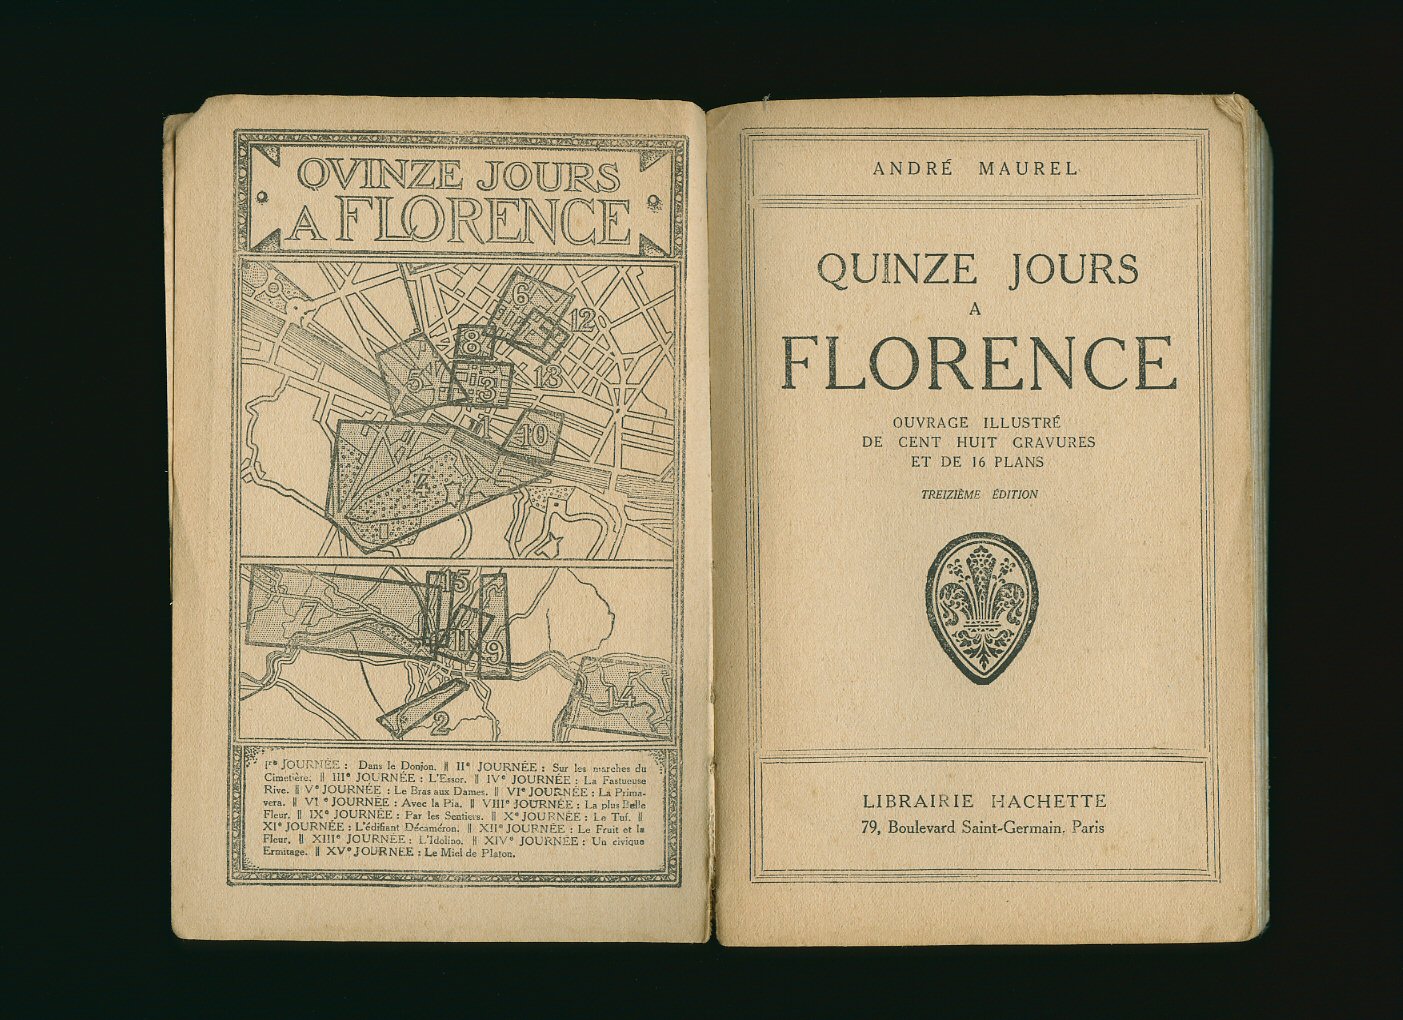 QVINZE JOURS
A FLORENCE
6
12
8
5
3
13
1
10
4
15
7
11
9
14
2
Iʳᵉ JOURNÉE : Dans le Donjon. || IIᵉ JOURNÉE : Sur les marches du
Cimetière. || IIIᵉ JOURNÉE : L'Essor. || IVᵉ JOURNÉE : La Fastueuse
Rive. || Vᵉ JOURNÉE : Le Bras aux Dames. || VIᵉ JOURNÉE : La Prima-
vera. || VIᵉ JOURNÉE : Avec la Pia. || VIIIᵉ JOURNÉE : La plus Belle
Fleur. || IXᵉ JOURNÉE : Par les Sentiers. || Xᵉ JOURNÉE : Le Tuf. ||
XIᵉ JOURNÉE : L'édifiant Décaméron. || XIIᵉ JOURNÉE : Le Fruit et la
Fleur. || XIIIᵉ JOURNÉE : L'Idolino. || XIVᵉ JOURNÉE : Un civique
Ermitage. || XVᵉ JOURNÉE : Le Miel de Platon.
ANDRÉ MAUREL
QUINZE JOURS
A
FLORENCE
OUVRAGE ILLUSTRÉ
DE CENT HUIT GRAVURES
ET DE 16 PLANS
TREIZIÈME ÉDITION
LIBRAIRIE HACHETTE
79, Boulevard Saint-Germain. Paris